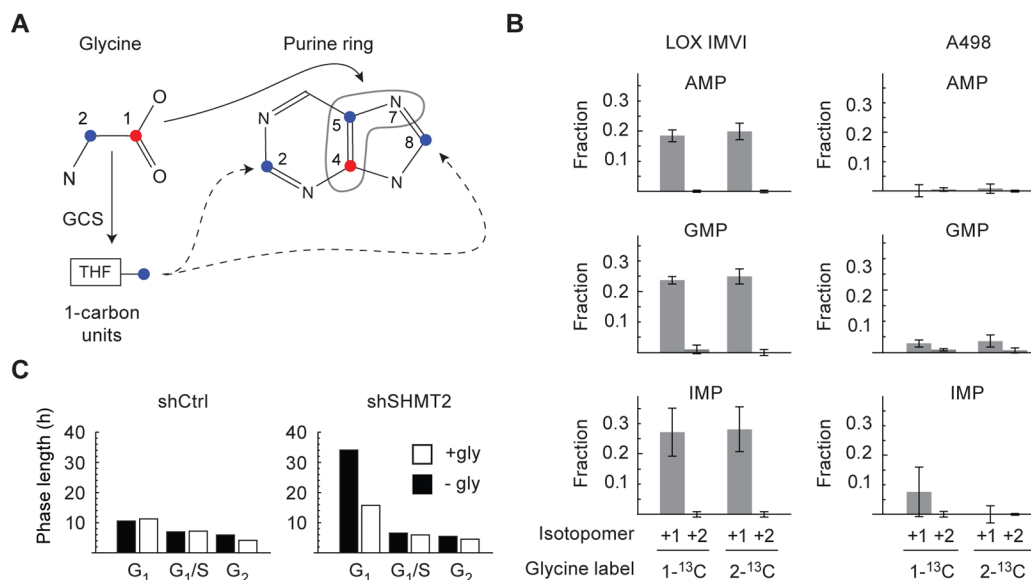 A
Glycine
Purine ring
2
1
O
O
N
GCS
THF
1-carbon
units
N
N
5
7
8
4
2
N
N
B
LOX IMVI
A498
AMP
AMP
Fraction
0.3
0.2
0.1
Fraction
0.3
0.2
0.1
GMP
GMP
Fraction
0.3
0.2
0.1
Fraction
0.3
0.2
0.1
IMP
IMP
Fraction
0.3
0.2
0.1
Fraction
0.3
0.2
0.1
Isotopomer +1 +2 +1 +2 +1 +2 +1 +2
Glycine label 1-¹³C 2-¹³C 1-¹³C 2-¹³C
C
shCtrl
shSHMT2
Phase length (h)
40
30
20
10
40
30
20
10
+gly
- gly
G₁ G₁/S G₂
G₁ G₁/S G₂